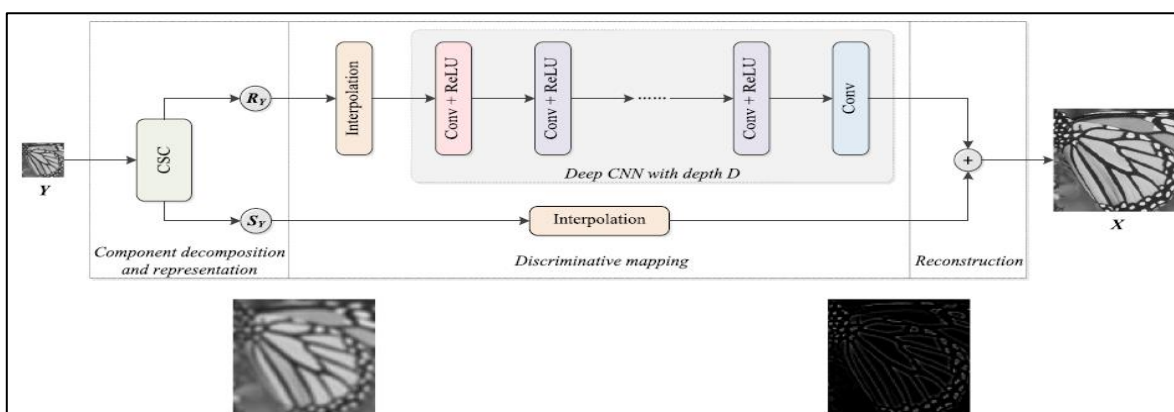 Y
CSC
R_Y
S_Y
Interpolation
Conv + ReLU
Conv + ReLU
......
Conv + ReLU
Conv
Deep CNN with depth D
Interpolation
+
X
Component decomposition
and representation
Discriminative mapping
Reconstruction